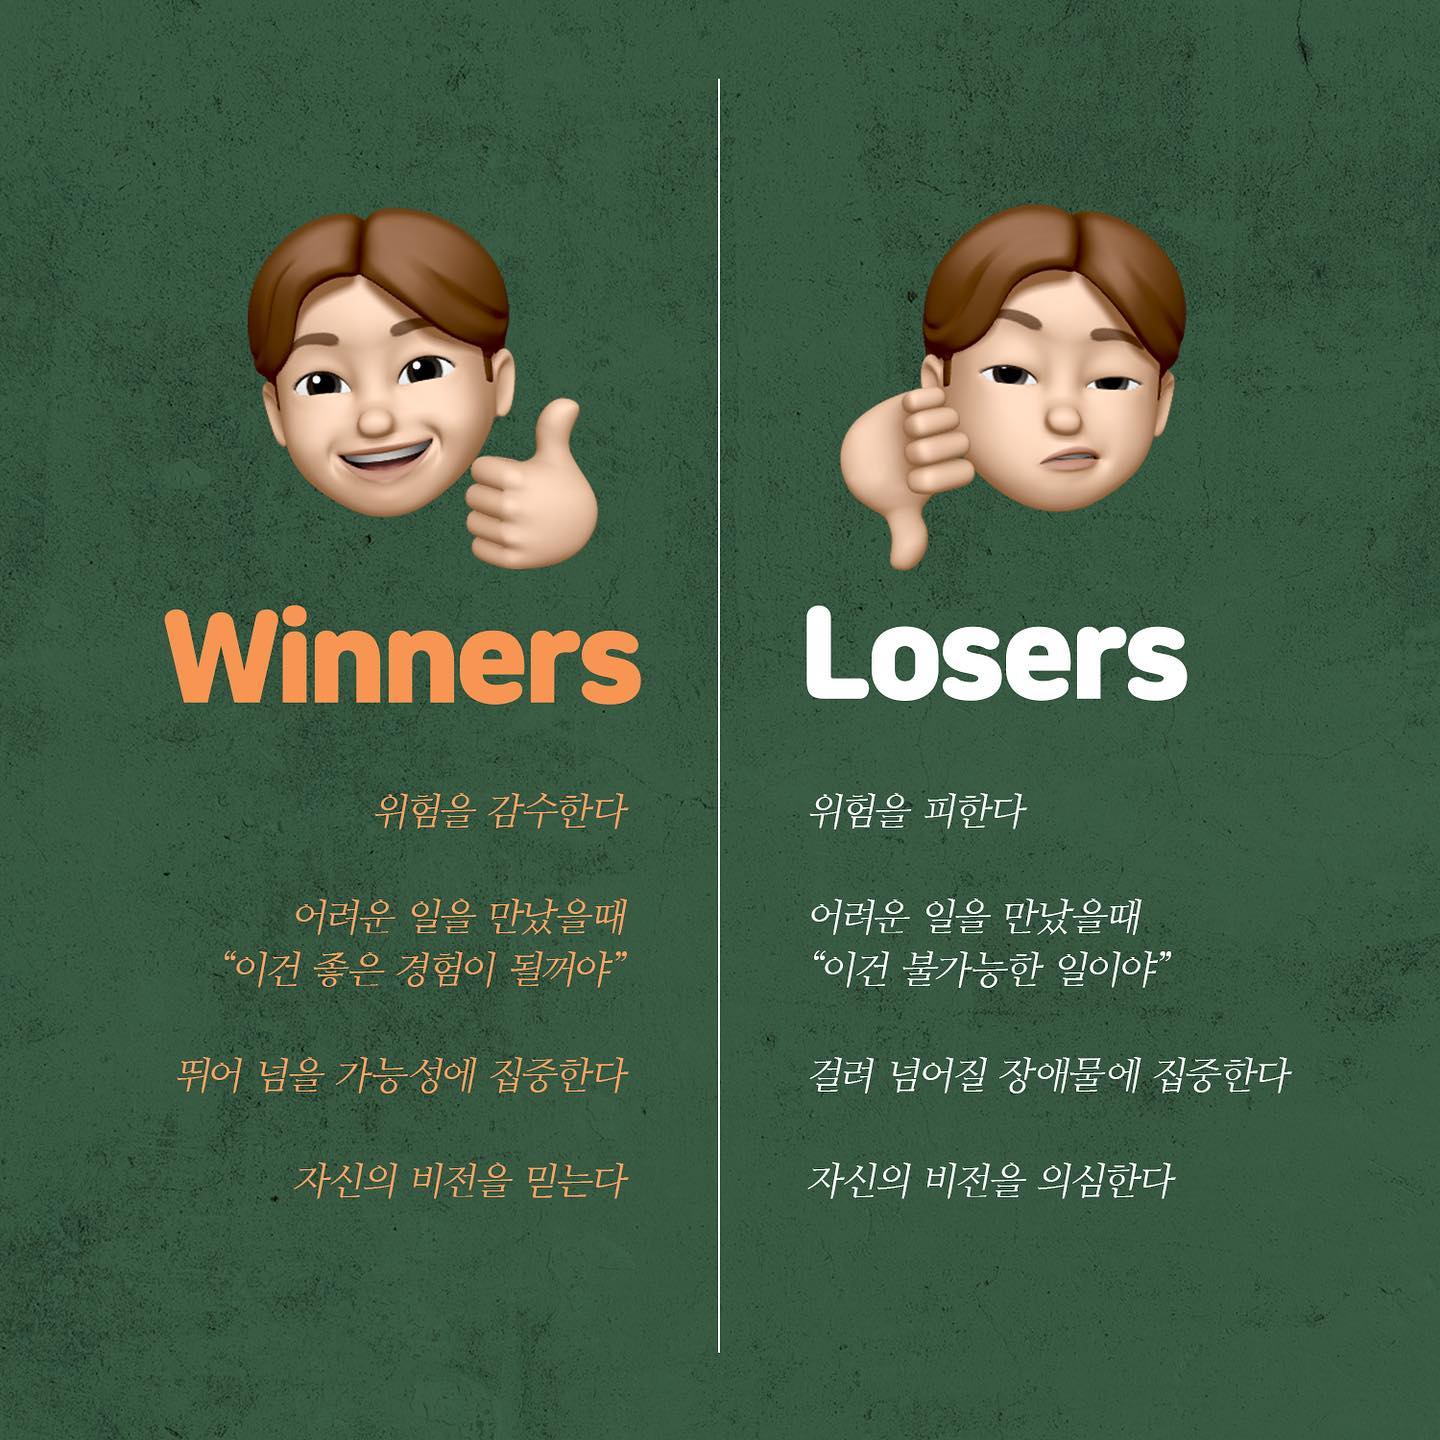 Winners
위험을 감수한다
어려운 일을 만났을때
“이건 좋은 경험이 될꺼야”
뛰어 넘을 가능성에 집중한다
자신의 비전을 믿는다
Losers
위험을 피한다
어려운 일을 만났을때
“이건 불가능한 일이야”
걸려 넘어질 장애물에 집중한다
자신의 비전을 의심한다